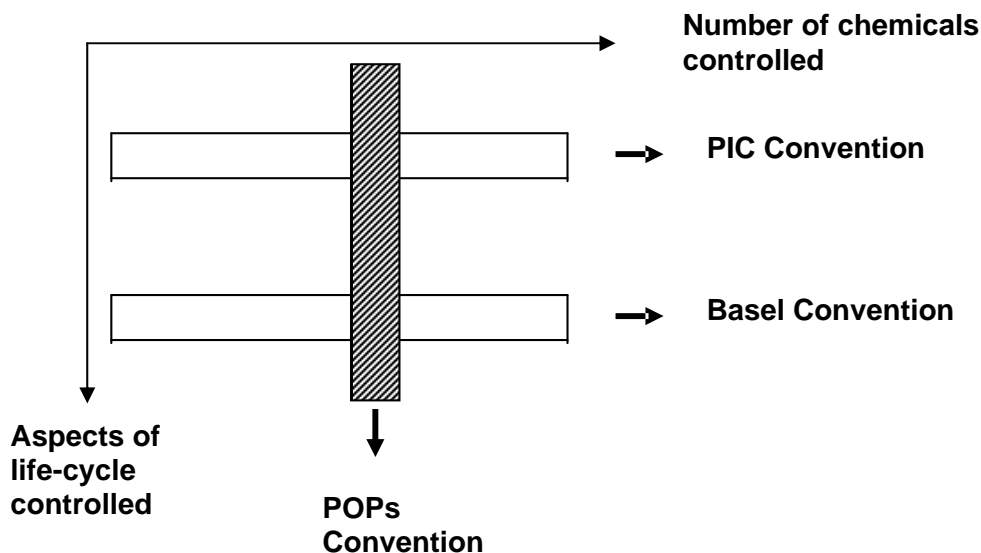 Number of chemicals
controlled
PIC Convention
Basel Convention
Aspects of
life-cycle
controlled
POPs
Convention